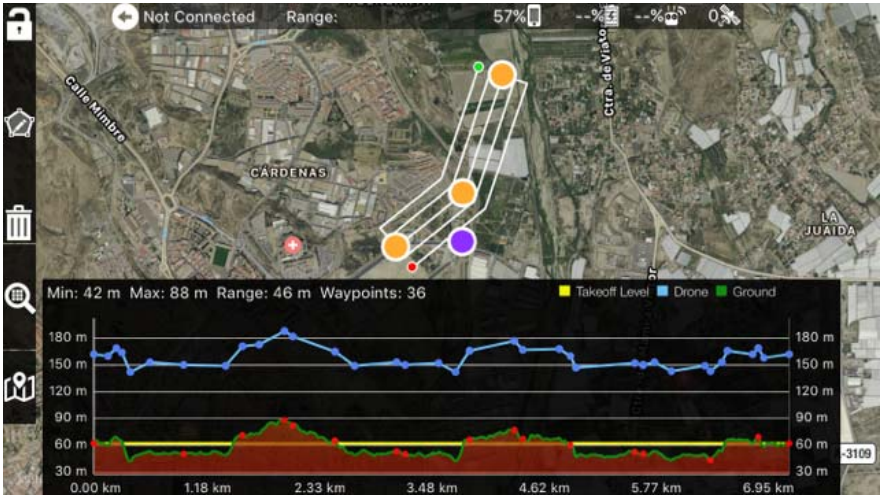 Not Connected Range: 57% --% --% 0
Calle Mimbre
Ctra. de Viator
CÁRDENAS
LA JUAIDA
Min: 42 m Max: 88 m Range: 46 m Waypoints: 36
Takeoff Level Drone Ground
180 m 180 m
150 m 150 m
120 m 120 m
90 m 90 m
60 m 60 m
30 m 30 m
-3109
0.00 km 1.18 km 2.33 km 3.48 km 4.62 km 5.77 km 6.95 km